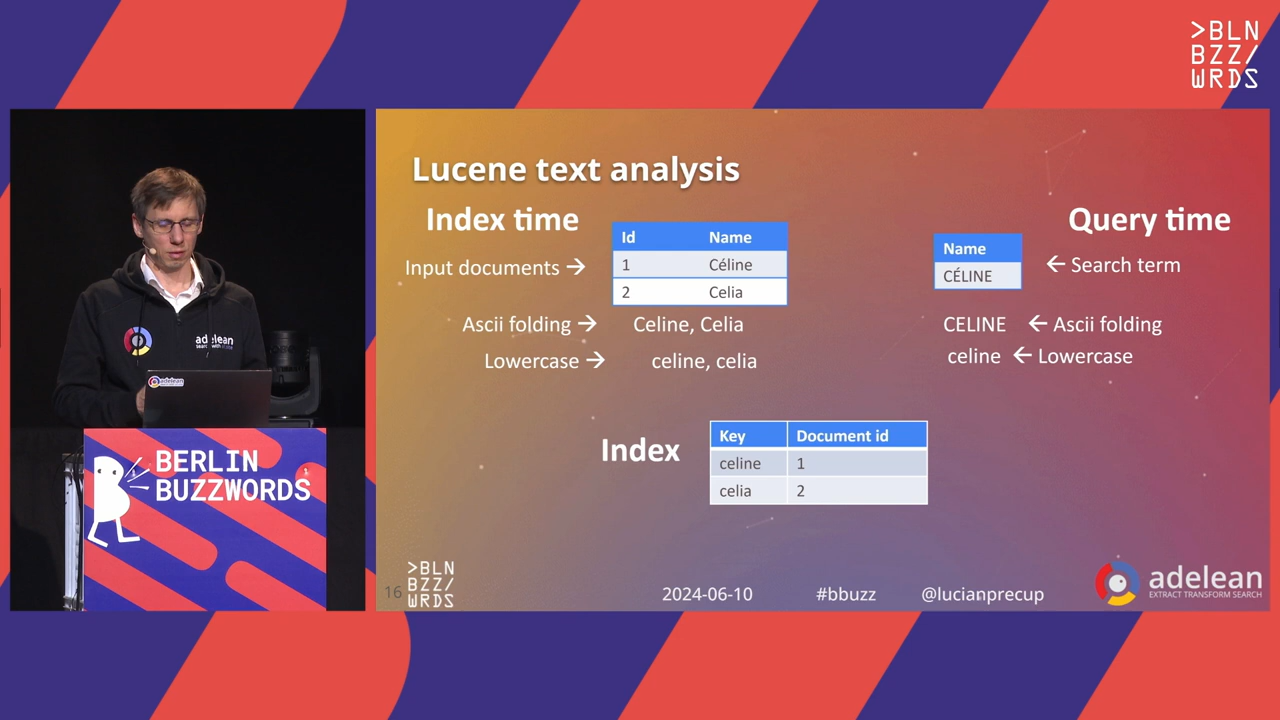 >BLN
BZZ/
WRDS
Lucene text analysis
Index time
Query time
Input documents →
Id Name
1 Céline
2 Celia
Name
CÉLINE
← Search term
Ascii folding → Celine, Celia
CELINE ← Ascii folding
Lowercase → celine, celia
celine ← Lowercase
Index
Key Document id
celine 1
celia 2
16
>BLN
BZZ/
WRDS
2024-06-10 #bbuzz @lucianprecup
adelean
EXTRACT TRANSFORM SEARCH
adelean
adelean
BERLIN
BUZZWORDS